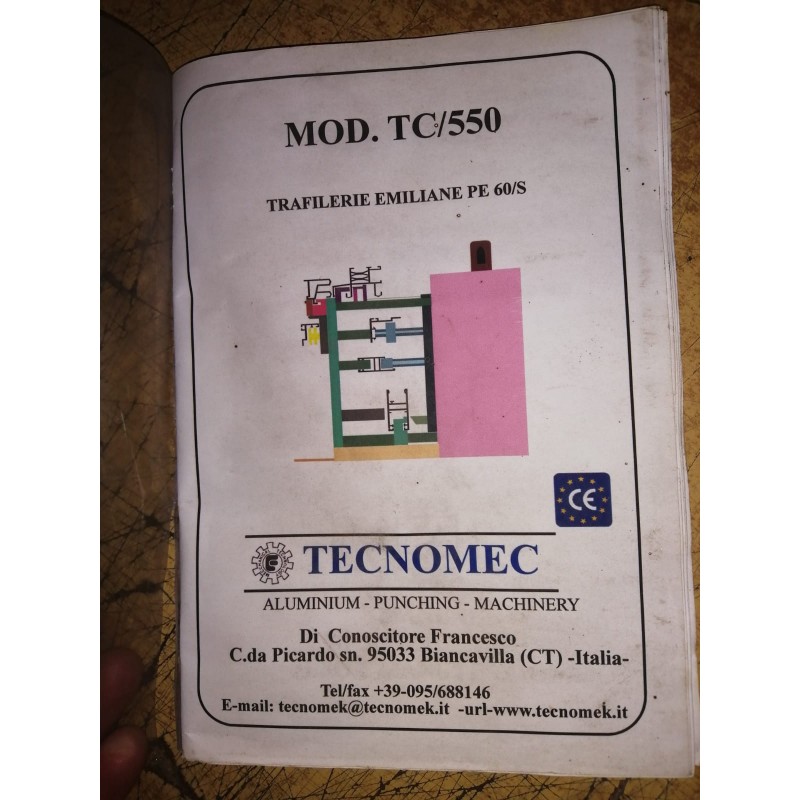 MOD. TC/550
TRAFILERIE EMILIANE PE 60/S
CE
TECNOMEC
ALUMINIUM - PUNCHING - MACHINERY
Di Conoscitore Francesco
C.da Picardo sn. 95033 Biancavilla (CT) -Italia-
Tel/fax +39-095/688146
E-mail: tecnomek@tecnomek.it -url-www.tecnomek.it